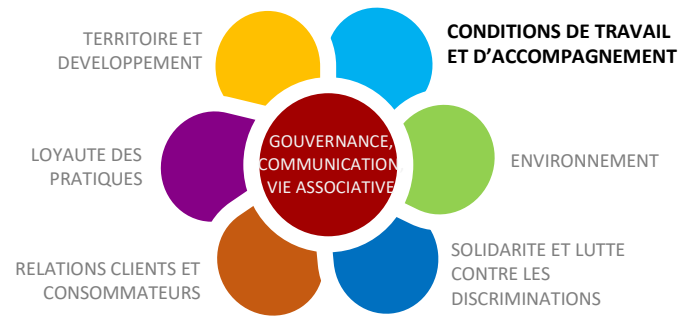 TERRITOIRE ET
DEVELOPPEMENT
CONDITIONS DE TRAVAIL
ET D’ACCOMPAGNEMENT
LOYAUTE DES
PRATIQUES
GOUVERNANCE,
COMMUNICATION
VIE ASSOCIATIVE
ENVIRONNEMENT
RELATIONS CLIENTS ET
CONSOMMATEURS
SOLIDARITE ET LUTTE
CONTRE LES
DISCRIMINATIONS